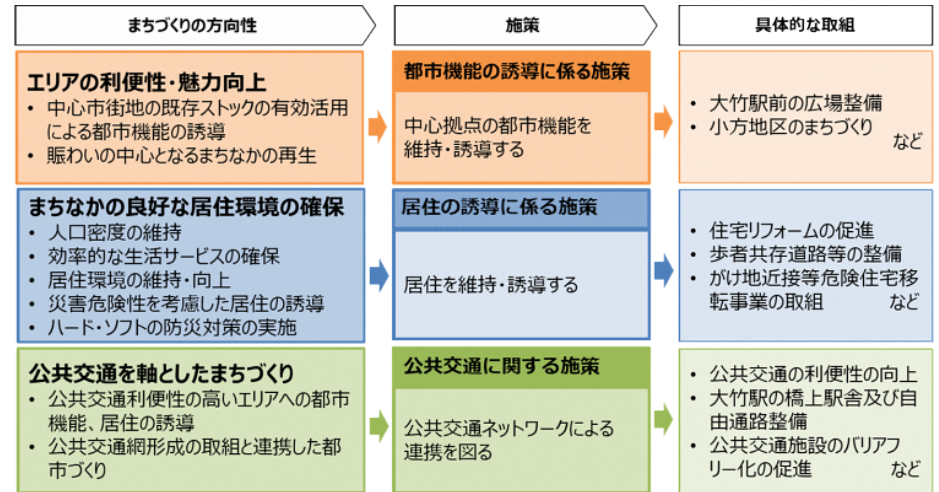 まちづくりの方向性
施策
具体的な取組
エリアの利便性・魅力向上
• 中心市街地の既存ストックの有効活用
による都市機能の誘導
• 賑わいの中心となるまちなかの再生
都市機能の誘導に係る施策
中心拠点の都市機能を
維持・誘導する
• 大竹駅前の広場整備
• 小方地区のまちづくり
など
まちなかの良好な居住環境の確保
• 人口密度の維持
• 効率的な生活サービスの確保
• 居住環境の維持・向上
• 災害危険性を考慮した居住の誘導
• ハード・ソフトの防災対策の実施
居住の誘導に係る施策
居住を維持・誘導する
• 住宅リフォームの促進
• 歩者共存道路等の整備
• がけ地近接等危険住宅移
転事業の取組 など
公共交通を軸としたまちづくり
• 公共交通利便性の高いエリアへの都市
機能、居住の誘導
• 公共交通網形成の取組と連携した都
市づくり
公共交通に関する施策
公共交通ネットワークによる
連携を図る
• 公共交通の利便性の向上
• 大竹駅の橋上駅舎及び自
由通路整備
• 公共交通施設のバリアフ
リー化の促進 など